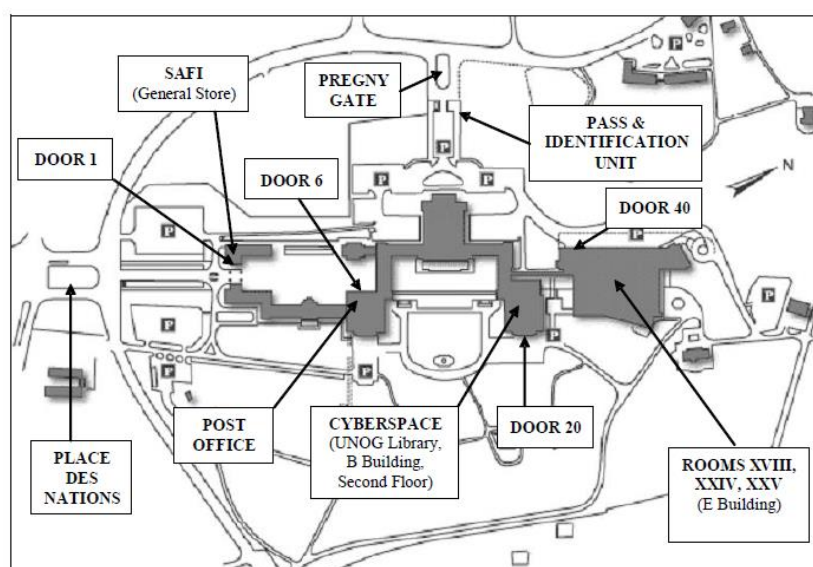 SAFI
(General Store)
PREGNY
GATE
PASS &
IDENTIFICATION
UNIT
DOOR 1
DOOR 6
N
DOOR 40
P
P
P
P
P
P
P
P
P
P
P
P
PLACE
DES
NATIONS
POST
OFFICE
CYBERSPACE
(UNOG Library,
B Building,
Second Floor)
DOOR 20
ROOMS XVIII,
XXIV, XXV
(E Building)